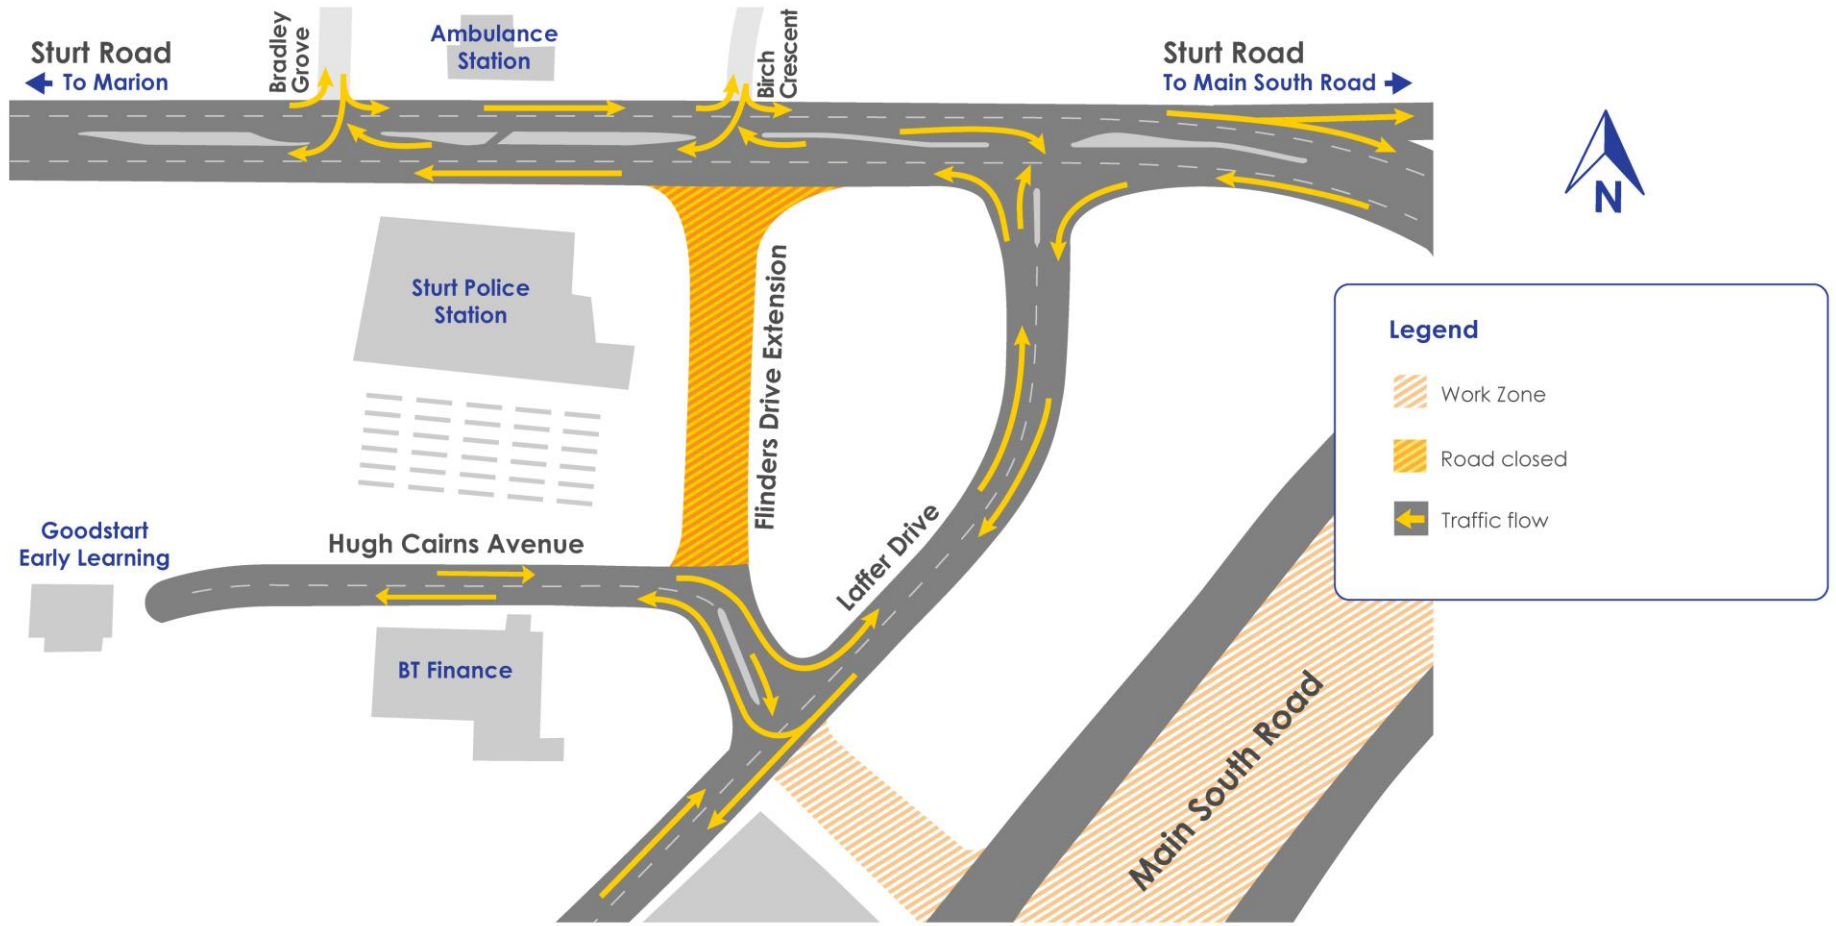 Sturt Road
To Marion
Bradley
Grove
Ambulance
Station
Birch
Crescent
Sturt Road
To Main South Road
N
Sturt Police
Station
Flinders Drive Extension
Legend
Work Zone
Road closed
Traffic flow
Goodstart
Early Learning
Hugh Cairns Avenue
Laffer Drive
BT Finance
Main South Road